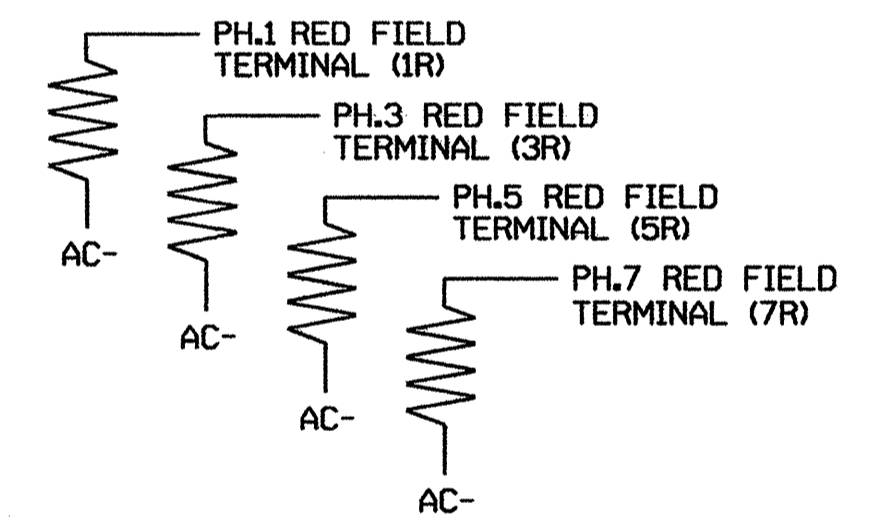 PH.1 RED FIELD
TERMINAL (1R)
AC-
PH.3 RED FIELD
TERMINAL (3R)
AC-
PH.5 RED FIELD
TERMINAL (5R)
AC-
PH.7 RED FIELD
TERMINAL (7R)
AC-